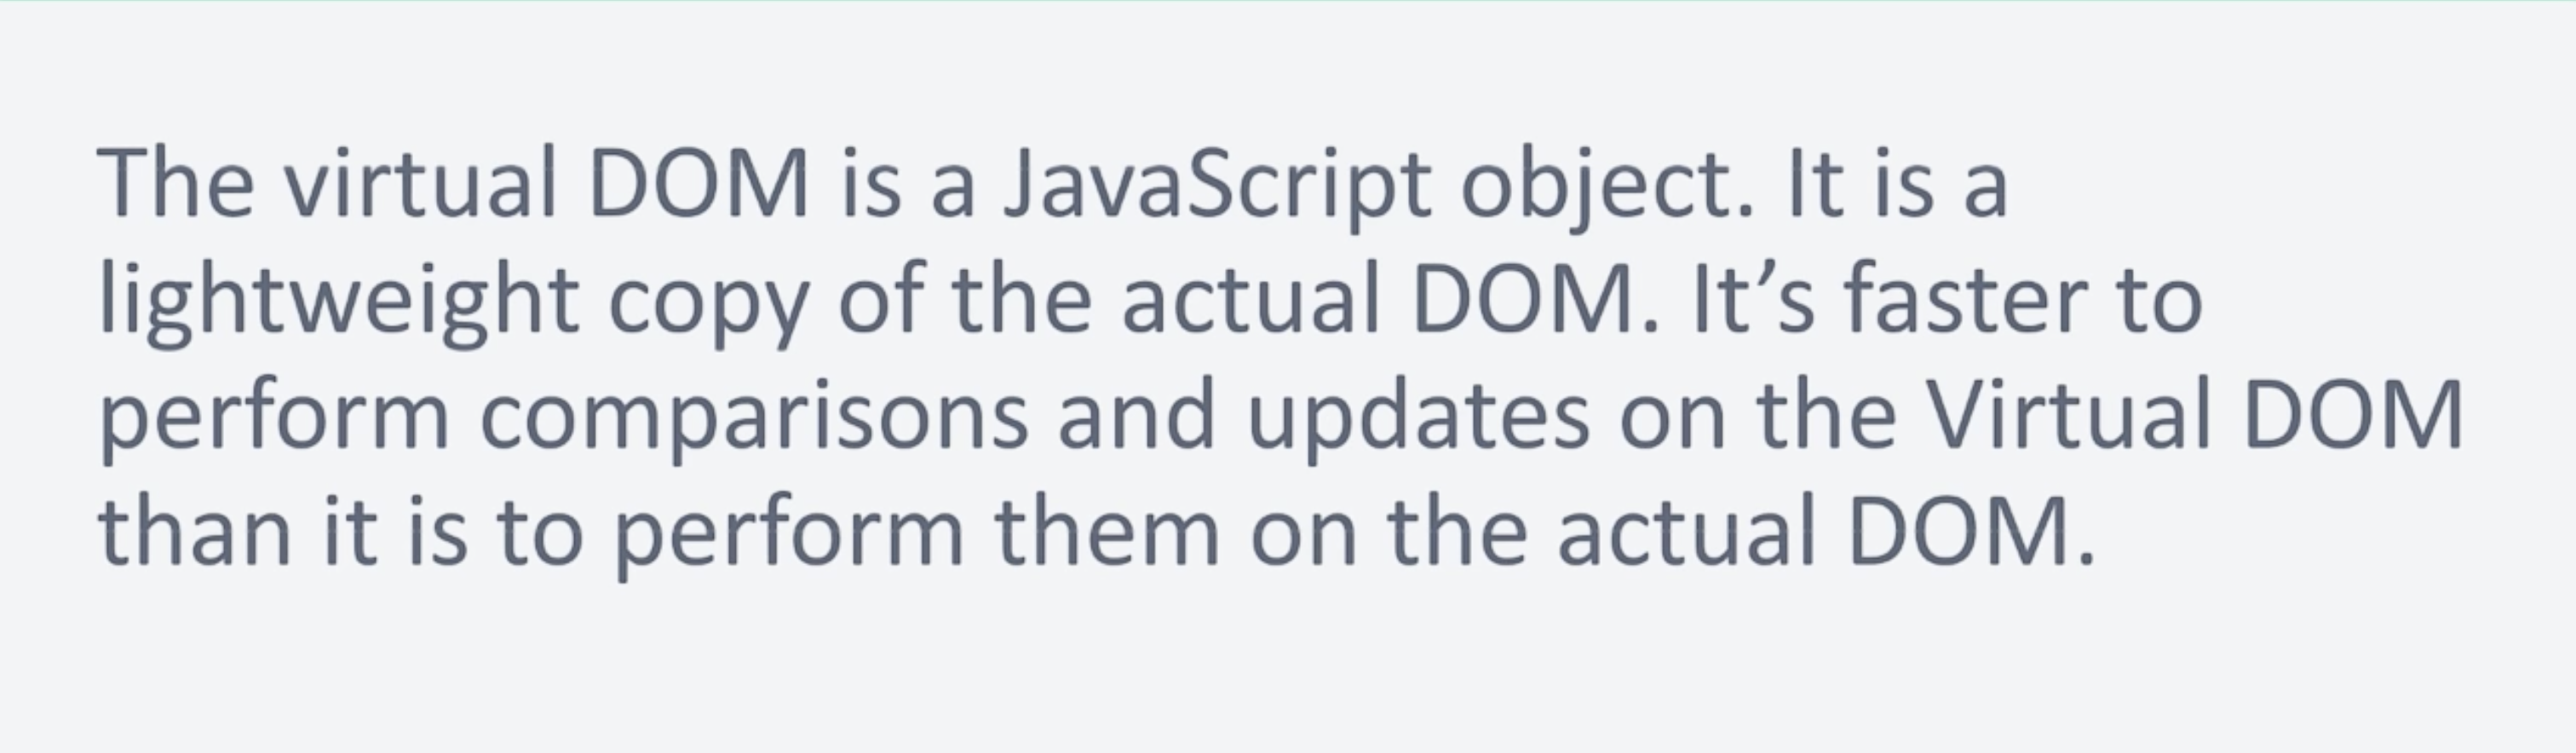 The virtual DOM is a JavaScript object. It is a
lightweight copy of the actual DOM. It’s faster to
perform comparisons and updates on the Virtual DOM
than it is to perform them on the actual DOM.